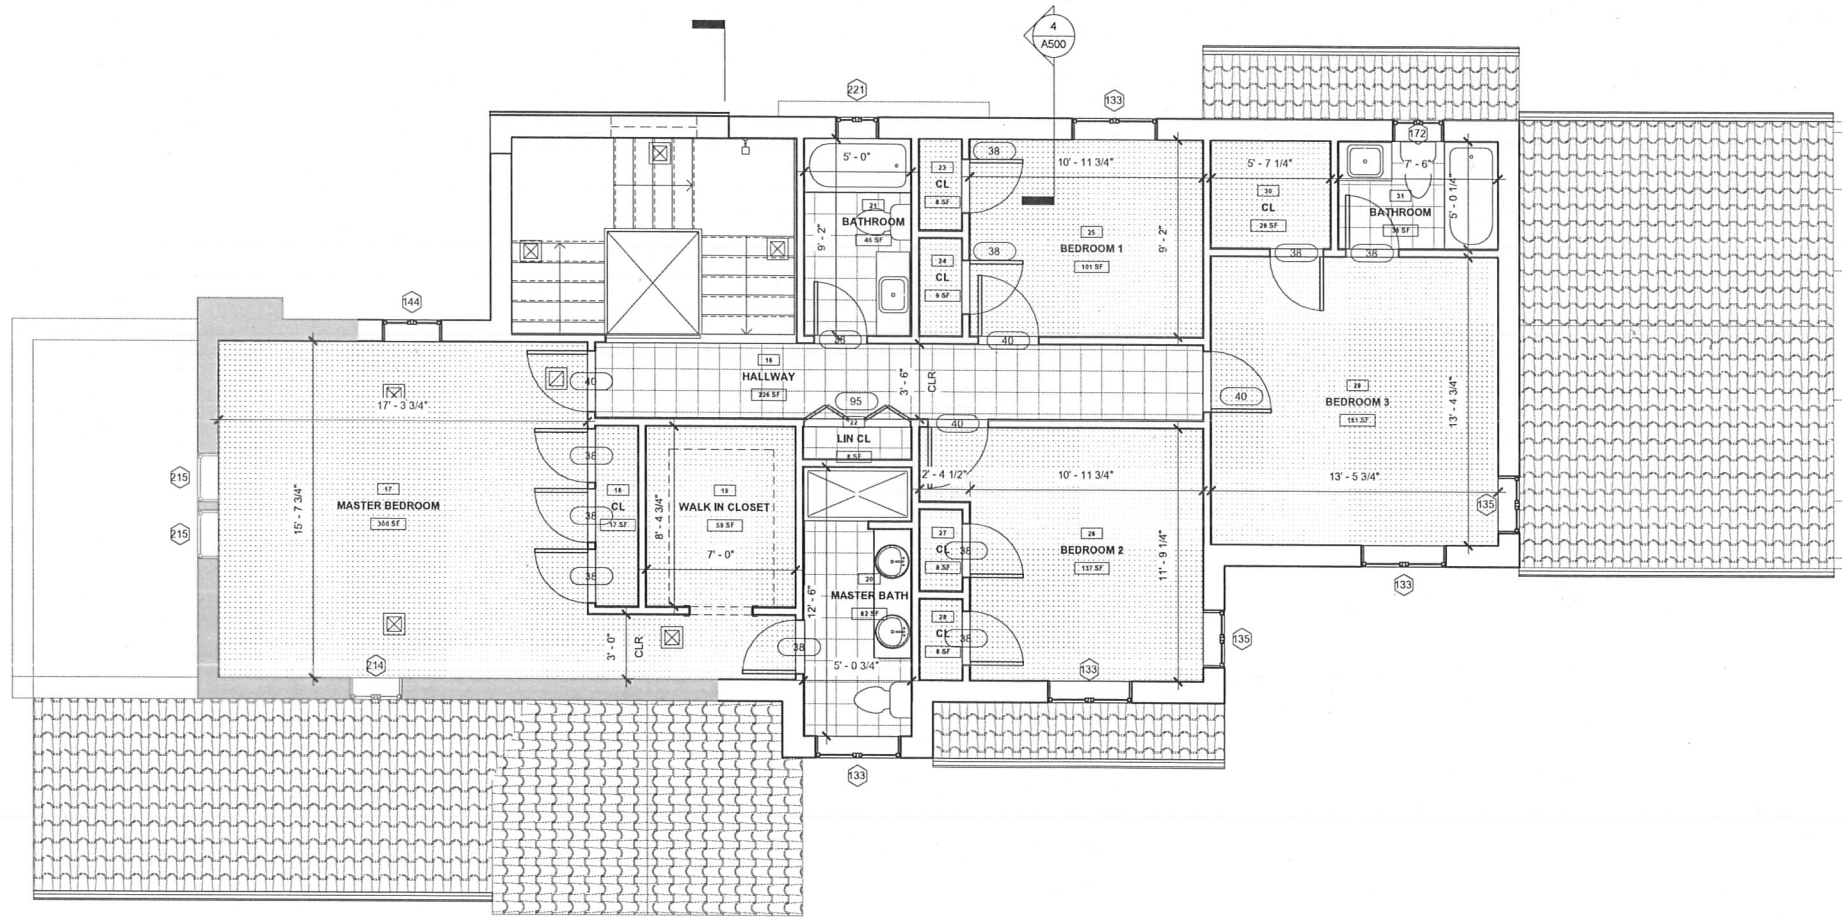 4
A500
221
133
172
38
5' - 0"
23
CL
8 SF
10' - 11 3/4"
5' - 7 1/4"
7' - 6"
30
CL
28 SF
31
BATHROOM
38 SF
5' - 0 1/4"
21
BATHROOM
46 SF
9' - 2"
38
24
CL
9 SF
25
BEDROOM 1
101 SF
9' - 2"
38
38
144
38
40
16
HALLWAY
226 SF
3' - 6"
CLR
40
40
17' - 3 3/4"
95
22
LIN CL
8 SF
40
29
BEDROOM 3
181 SF
13' - 4 3/4"
13' - 5 3/4"
135
133
215
215
17
MASTER BEDROOM
15' - 7 3/4"
38
38
38
18
CL
17 SF
19
WALK IN CLOSET
59 SF
8' - 4 3/4"
7' - 0"
2' - 4 1/2"
10' - 11 3/4"
27
CL
8 SF
38
26
BEDROOM 2
137 SF
11' - 9 1/4"
20
MASTER BATH
82 SF
12' - 6"
28
CL
8 SF
38
135
3' - 0"
CLR
38
5' - 0 3/4"
214
133
133